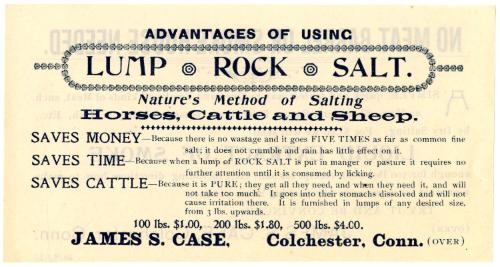 ADVANTAGES OF USING
LUMP ROCK SALT.
Nature's Method of Salting
Horses, Cattle and Sheep.
SAVES MONEY—Because there is no wastage and it goes FIVE TIMES as far as common fine
salt; it does not crumble and rain has little effect on it.
SAVES TIME—Because when a lump of ROCK SALT is put in manger or pasture it requires no
further attention until it is consumed by licking.
SAVES CATTLE—Because it is PURE; they get all they need, and when they need it, and will
not take too much. It goes into their stomachs dissolved and will not
cause irritation there. It is furnished in lumps of any desired size,
from 3 lbs. upwards.
100 lbs. $1.00, 200 lbs. $1.80, 500 lbs. $4.00.
JAMES S. CASE, Colchester, Conn. (OVER)